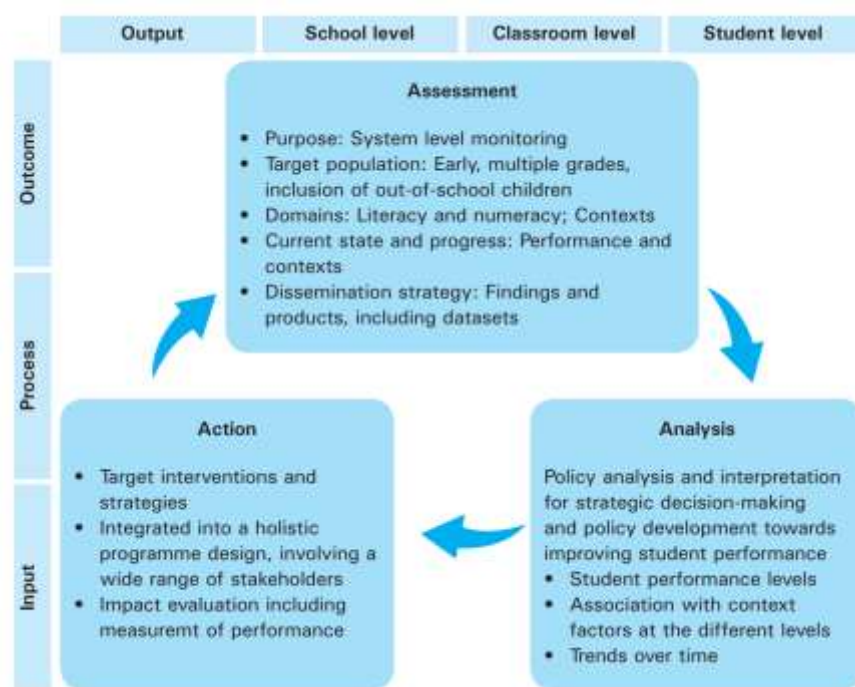 Output
School level
Classroom level
Student level
Outcome
Process
Input
Assessment
• Purpose: System level monitoring
• Target population: Early, multiple grades,
inclusion of out-of-school children
• Domains: Literacy and numeracy; Contexts
• Current state and progress: Performance and
contexts
• Dissemination strategy: Findings and
products, including datasets
Action
• Target interventions and
strategies
• Integrated into a holistic
programme design, involving a
wide range of stakeholders
• Impact evaluation including
measuremt of performance
Analysis
Policy analysis and interpretation
for strategic decision-making
and policy development towards
improving student performance
• Student performance levels
• Association with context
factors at the different levels
• Trends over time